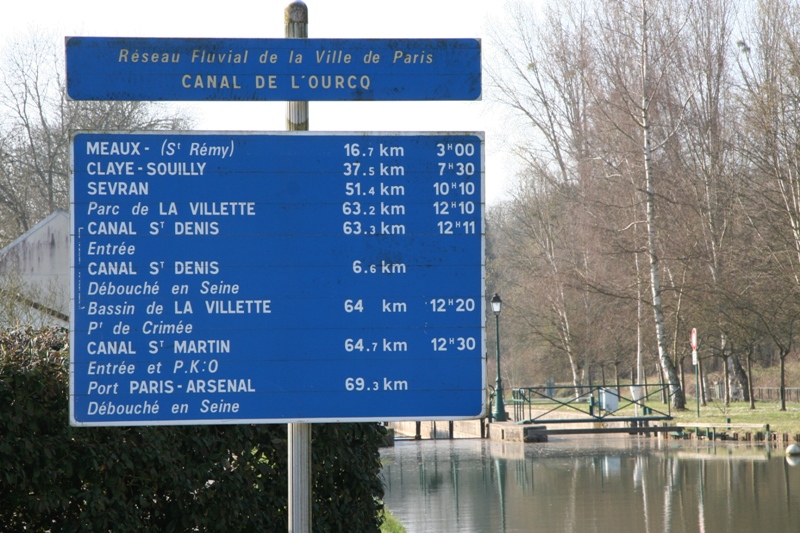 Réseau Fluvial de la Ville de Paris
CANAL DE L'OURCQ
MEAUX - (Sᵗ Rémy) 16.7 km 3ᴴ00
CLAYE-SOUILLY 37.5 km 7ᴴ30
SEVRAN 51.4 km 10ᴴ10
Parc de LA VILLETTE 63.2 km 12ᴴ10
CANAL Sᵀ DENIS 63.3 km 12ᴴ11
Entrée
CANAL Sᵀ DENIS 6.6 km
Débouché en Seine
Bassin de LA VILLETTE 64 km 12ᴴ20
Pᵗ de Crimée
CANAL Sᵀ MARTIN 64.7 km 12ᴴ30
Entrée et P.K:O
Port PARIS-ARSENAL 69.3 km
Débouché en Seine